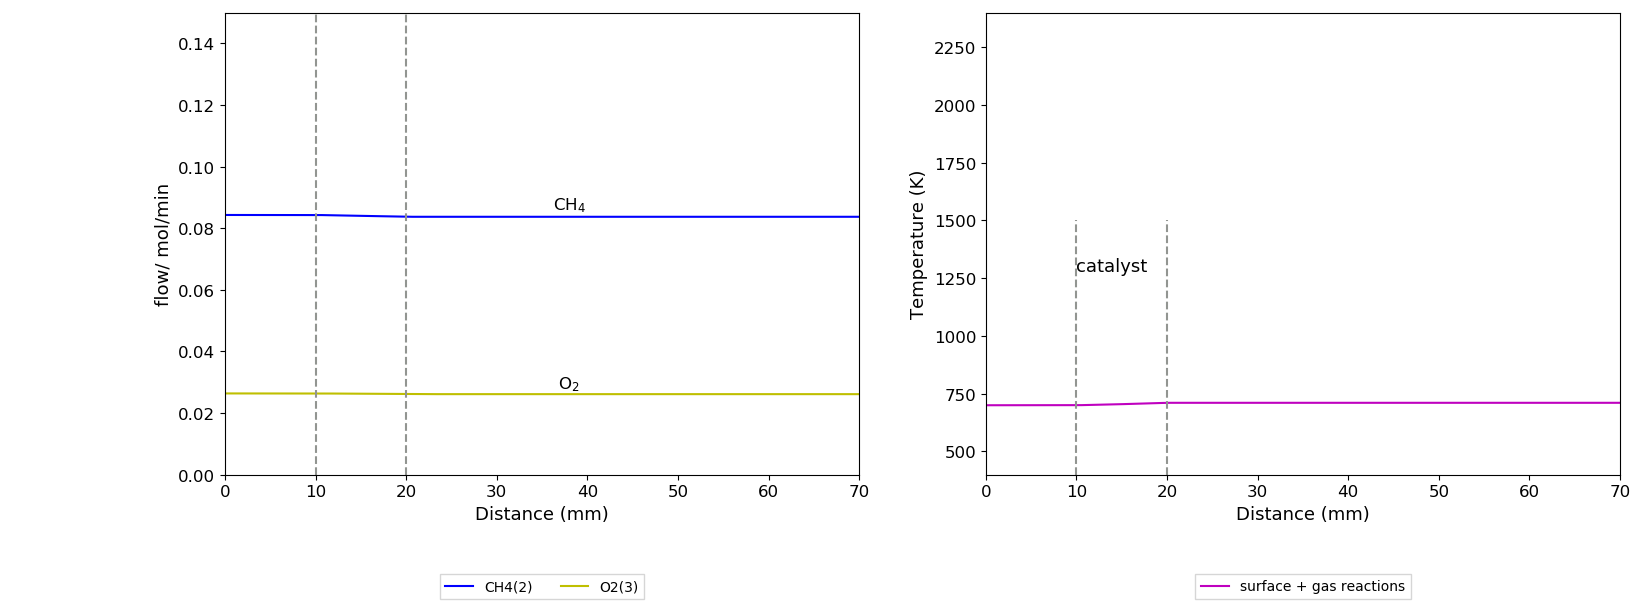 0.14
0.12
0.10
0.08
0.06
0.04
0.02
0.00
flow/ mol/min
CH₄
O₂
0 10 20 30 40 50 60 70
Distance (mm)
CH4(2) O2(3)
2250
2000
1750
1500
1250
1000
750
500
Temperature (K)
catalyst
0 10 20 30 40 50 60 70
Distance (mm)
surface + gas reactions